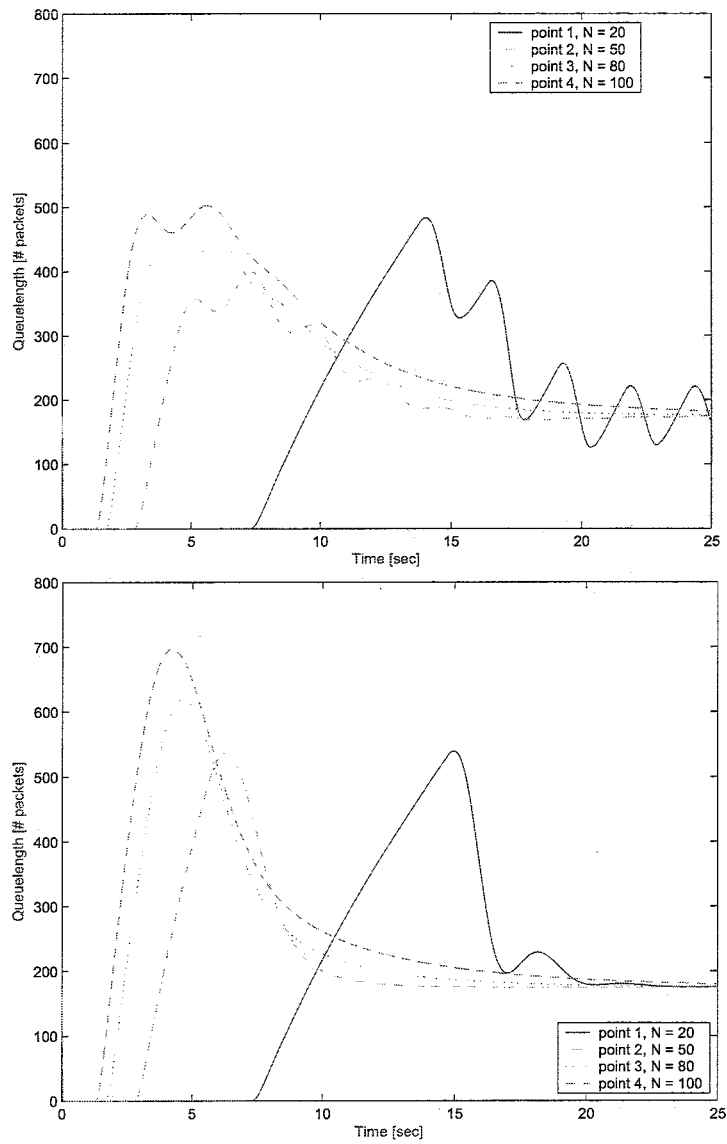 800
700
600
500
400
300
200
100
0
Queuelength [# packets]
point 1, N = 20
point 2, N = 50
point 3, N = 80
point 4, N = 100
0 5 10 15 20 25
Time [sec]
800
700
600
500
400
300
200
100
0
Queuelength [# packets]
point 1, N = 20
point 2, N = 50
point 3, N = 80
point 4, N = 100
0 5 10 15 20 25
Time [sec]